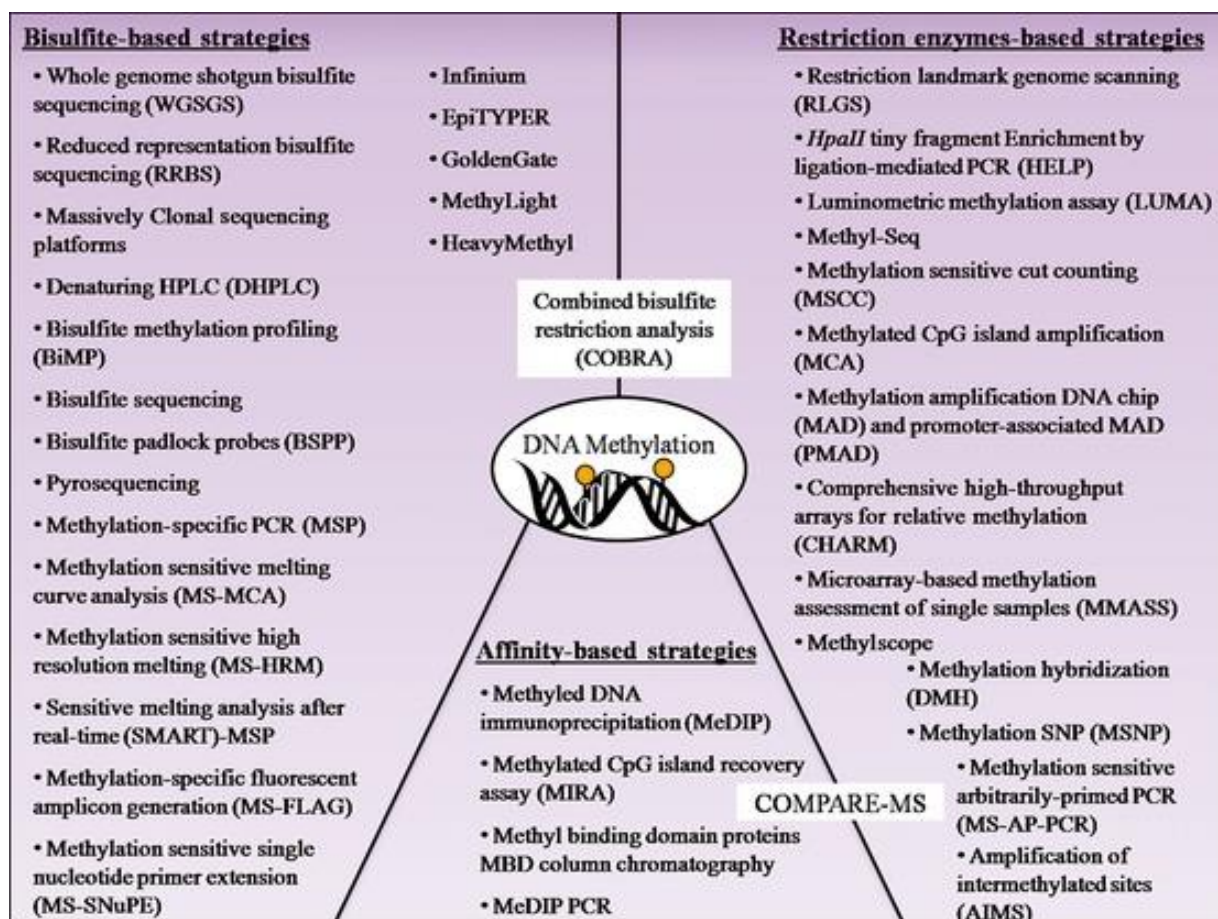 Bisulfite-based strategies
• Whole genome shotgun bisulfite
sequencing (WGSGS)
• Reduced representation bisulfite
sequencing (RRBS)
• Massively Clonal sequencing
platforms
• Denaturing HPLC (DHPLC)
• Bisulfite methylation profiling
(BiMP)
• Bisulfite sequencing
• Bisulfite padlock probes (BSPP)
• Pyrosequencing
• Methylation-specific PCR (MSP)
• Methylation sensitive melting
curve analysis (MS-MCA)
• Methylation sensitive high
resolution melting (MS-HRM)
• Sensitive melting analysis after
real-time (SMART)-MSP
• Methylation-specific fluorescent
amplicon generation (MS-FLAG)
• Methylation sensitive single
nucleotide primer extension
(MS-SNuPE)
• Infinium
• EpiTYPER
• GoldenGate
• MethyLight
• HeavyMethyl
Combined bisulfite
restriction analysis
(COBRA)
DNA Methylation
Affinity-based strategies
• Methyled DNA
immunoprecipitation (MeDIP)
• Methylated CpG island recovery
assay (MIRA)
• Methyl binding domain proteins
MBD column chromatography
• MeDIP PCR
COMPARE-MS
Restriction enzymes-based strategies
• Restriction landmark genome scanning
(RLGS)
• HpaII tiny fragment Enrichment by
ligation-mediated PCR (HELP)
• Luminometric methylation assay (LUMA)
• Methyl-Seq
• Methylation sensitive cut counting
(MSCC)
• Methylated CpG island amplification
(MCA)
• Methylation amplification DNA chip
(MAD) and promoter-associated MAD
(PMAD)
• Comprehensive high-throughput
arrays for relative methylation
(CHARM)
• Microarray-based methylation
assessment of single samples (MMASS)
• Methylscope
• Methylation hybridization
(DMH)
• Methylation SNP (MSNP)
• Methylation sensitive
arbitrarily-primed PCR
(MS-AP-PCR)
• Amplification of
intermethylated sites
(AIMS)